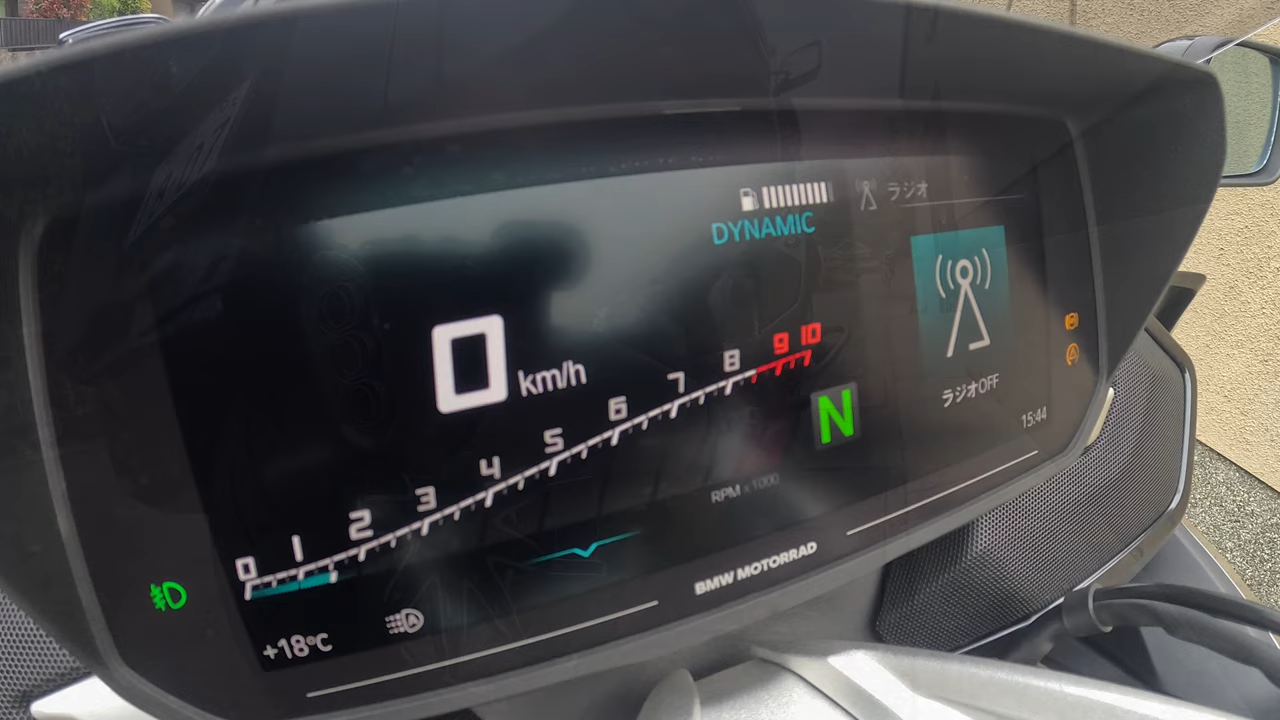 ラジオ
DYNAMIC
ラジオOFF
0 km/h
0 1 2 3 4 5 6 7 8 9 10
N
15:44
RPM x 1000
BMW MOTORRAD
+18°C